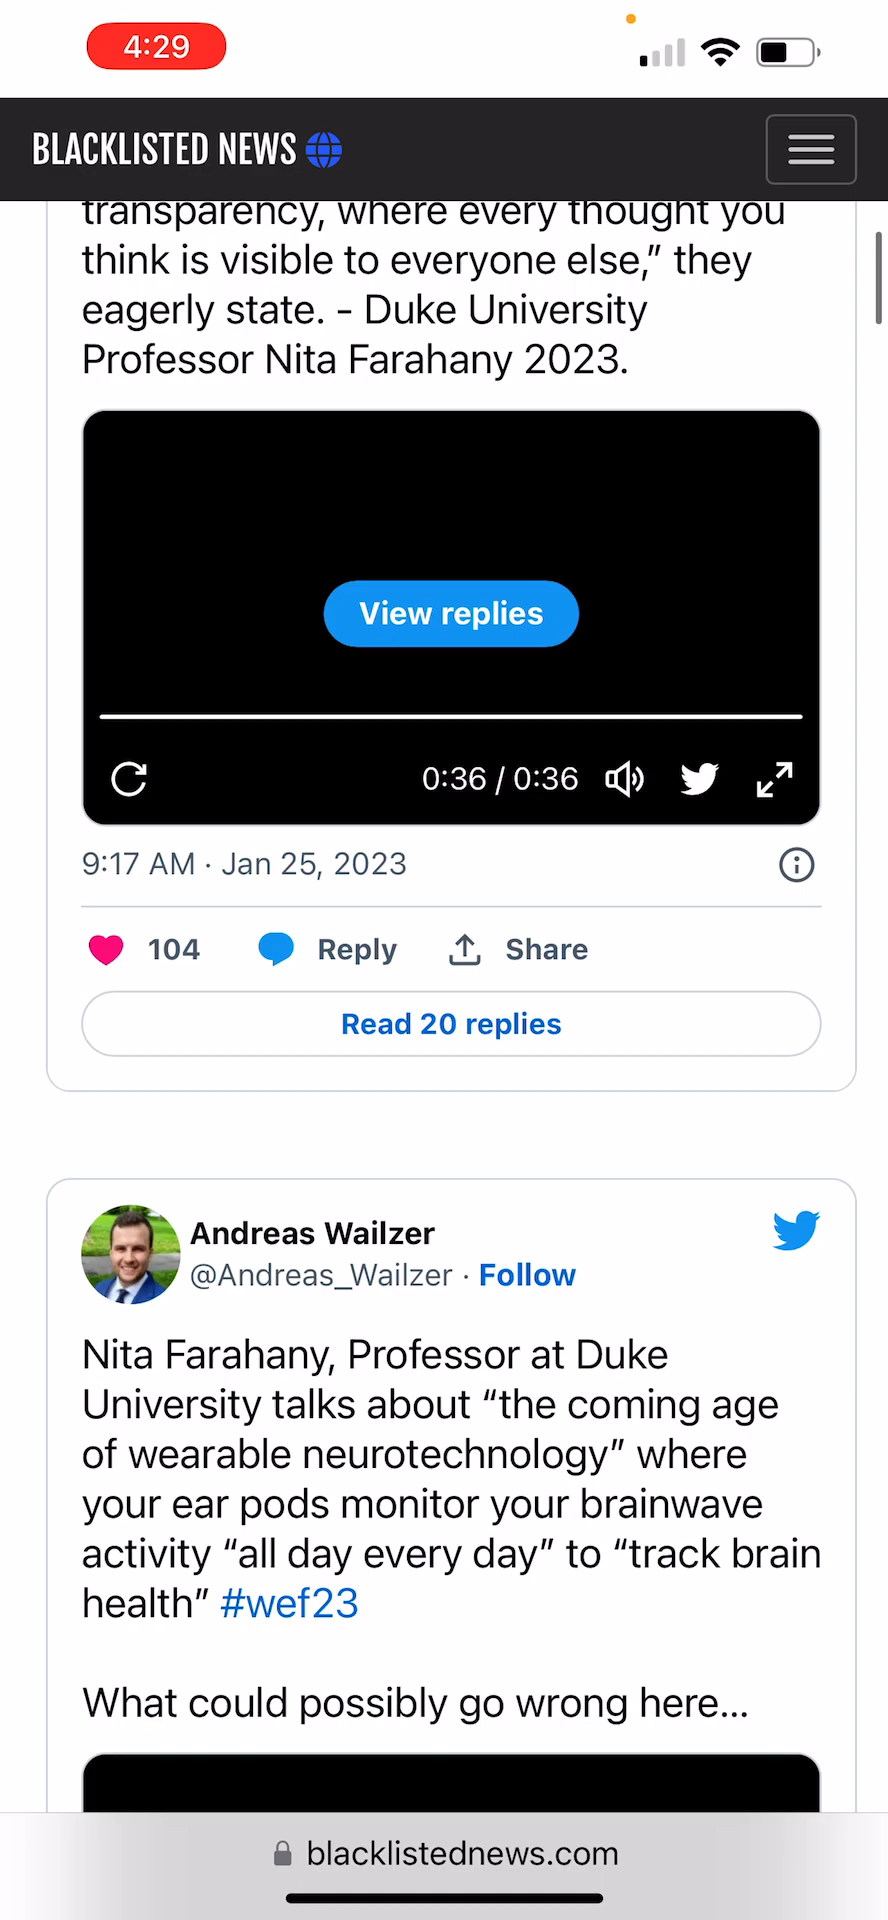 4:29
BLACKLISTED NEWS
transparency, where every thought you
think is visible to everyone else,” they
eagerly state. - Duke University
Professor Nita Farahany 2023.
View replies
0:36 / 0:36
9:17 AM · Jan 25, 2023
104 Reply Share
Read 20 replies
Andreas Wailzer
@Andreas_Wailzer · Follow
Nita Farahany, Professor at Duke
University talks about “the coming age
of wearable neurotechnology” where
your ear pods monitor your brainwave
activity “all day every day” to “track brain
health” #wef23
What could possibly go wrong here...
blacklistednews.com